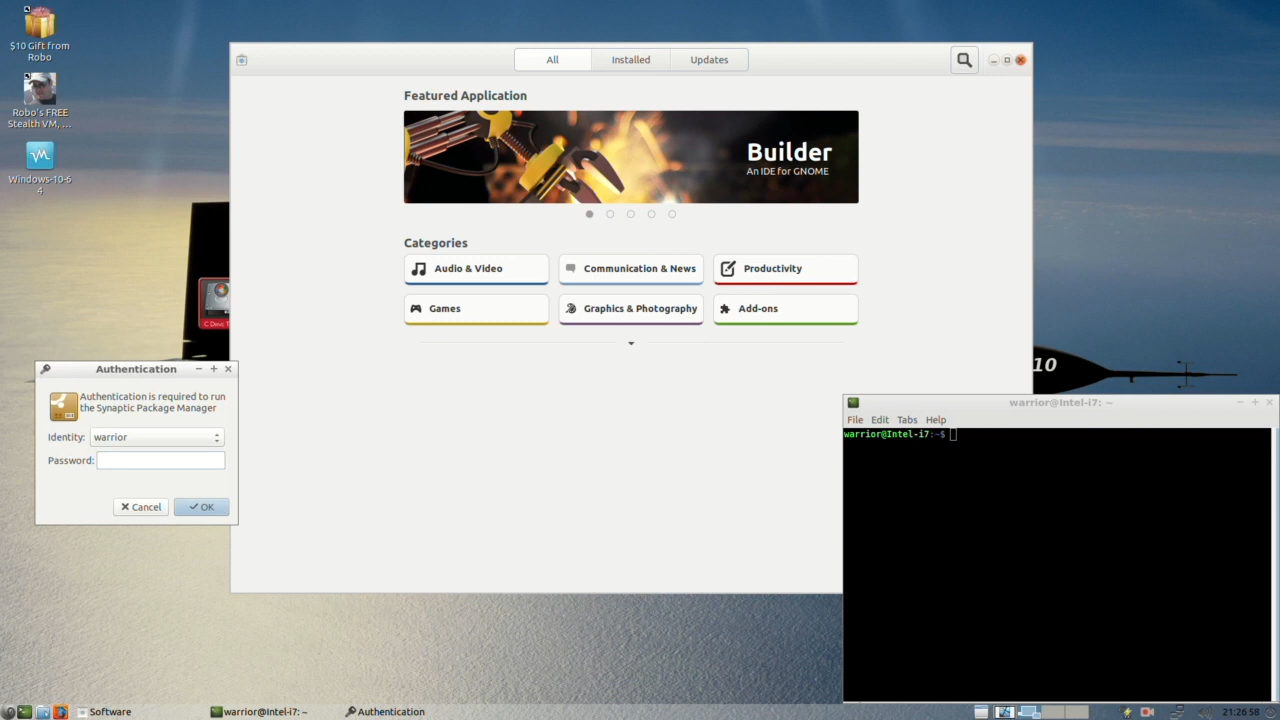 $10 Gift from
Robo
Robo's FREE
Stealth VM, ...
Windows-10-6
4
All
Installed
Updates
Featured Application
Builder
An IDE for GNOME
Categories
Audio & Video
Communication & News
Productivity
Games
Graphics & Photography
Add-ons
10
Authentication
Authentication is required to run
the Synaptic Package Manager
Identity: warrior
Password:
Cancel
OK
warrior@Intel-i7: ~
File Edit Tabs Help
warrior@Intel-i7:~$
Software
warrior@Intel-i7: ~
Authentication
21:26:58